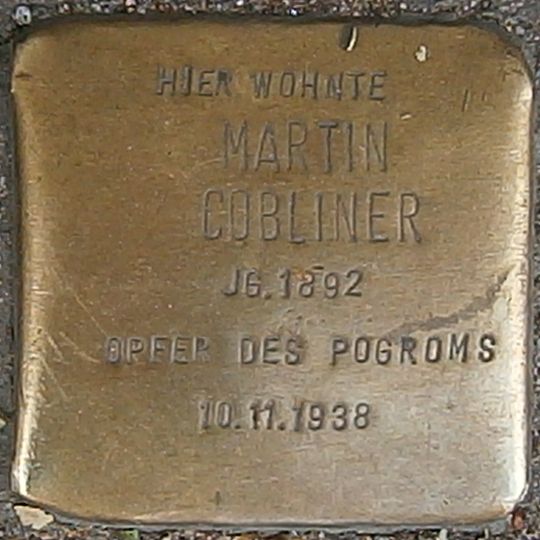 HIER WOHNTE
MARTIN
COBLINER
JG. 1892
OPFER DES POGROMS
10.11.1938